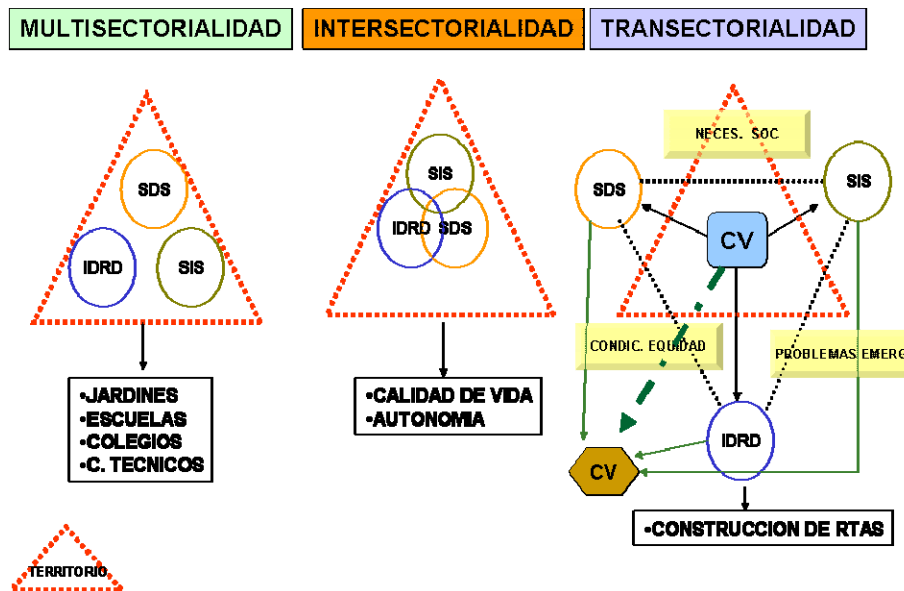 MULTISECTORIALIDAD
INTERSECTORIALIDAD
TRANSECTORIALIDAD
SDS
IDRD
SIS
•JARDINES
•ESCUELAS
•COLEGIOS
•C. TECNICOS
SIS
IDRD
SDS
•CALIDAD DE VIDA
•AUTONOMIA
NECES. SOC
SDS
SIS
CV
CONDIC. EQUIDAD
PROBLEMAS EMERG
IDRD
CV
•CONSTRUCCION DE RTAS
TERRITORIO